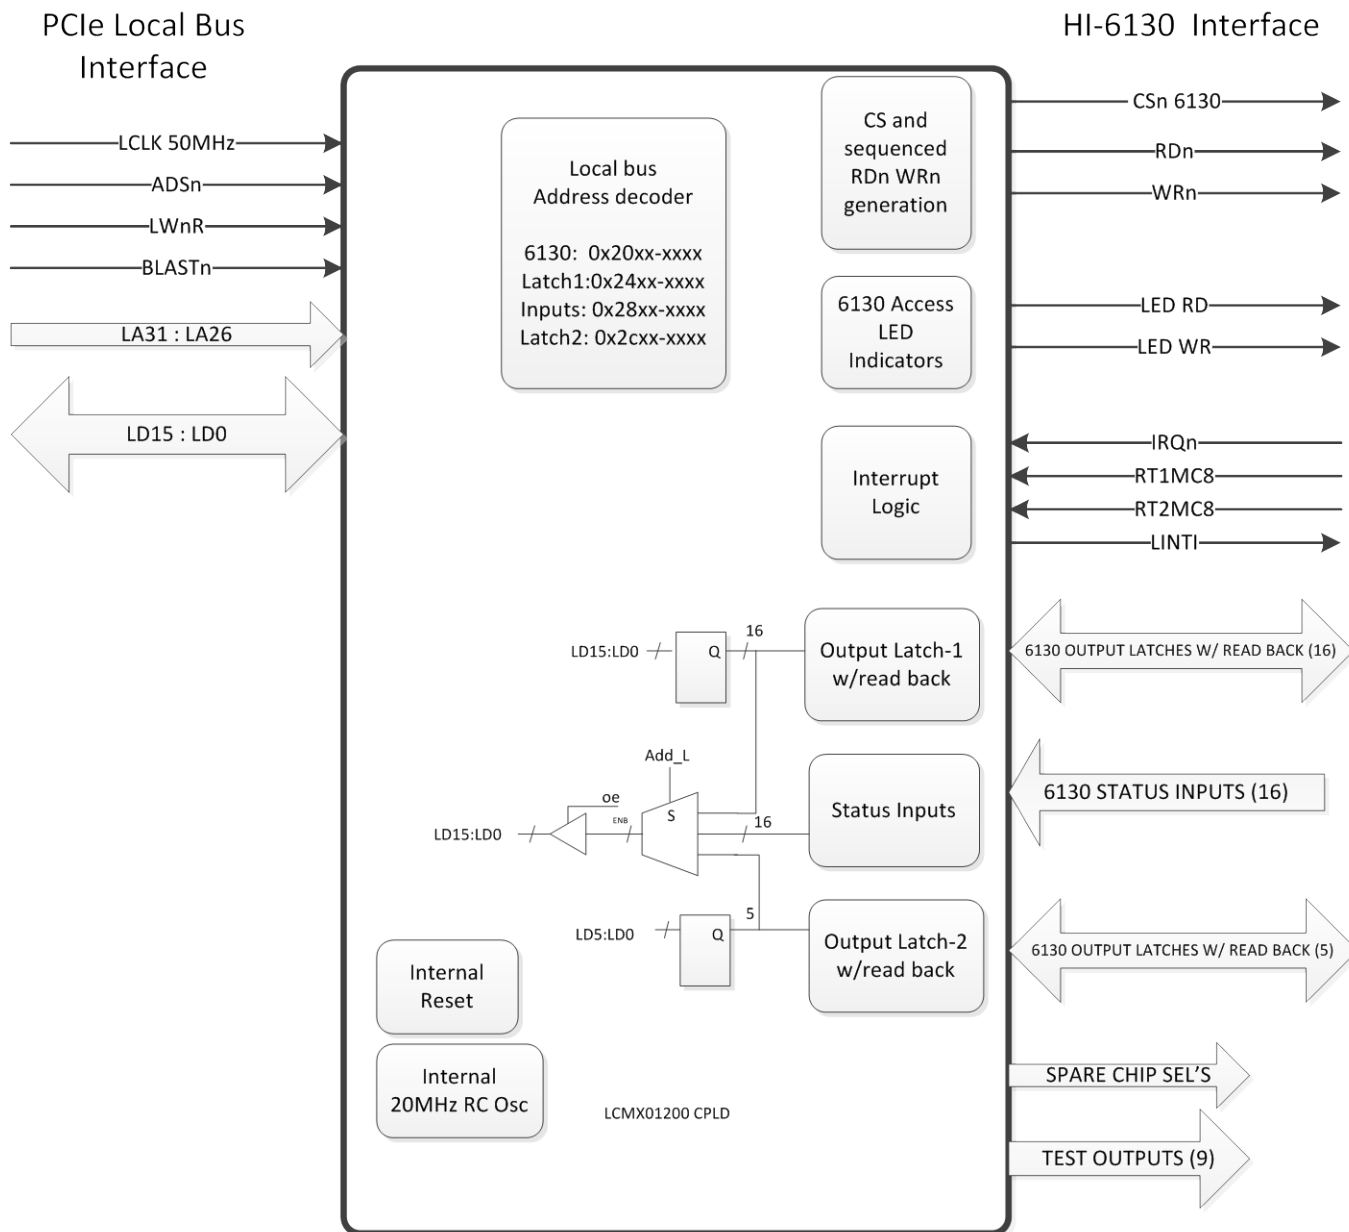 PCIe Local Bus
Interface
HI-6130 Interface
LCLK 50MHz
ADSn
LWnR
BLASTn
LA31 : LA26
LD15 : LD0
Local bus
Address decoder
6130: 0x20xx-xxxx
Latch1:0x24xx-xxxx
Inputs: 0x28xx-xxxx
Latch2: 0x2cxx-xxxx
CS and
sequenced
RDn WRn
generation
6130 Access
LED
Indicators
Interrupt
Logic
CSn 6130
RDn
WRn
LED RD
LED WR
IRQn
RT1MC8
RT2MC8
LINTI
LD15:LD0
Q
16
Output Latch-1
w/read back
6130 OUTPUT LATCHES W/ READ BACK (16)
Add_L
oe
S
ENB
LD15:LD0
16
Status Inputs
6130 STATUS INPUTS (16)
LD5:LD0
Q
5
Output Latch-2
w/read back
6130 OUTPUT LATCHES W/ READ BACK (5)
Internal
Reset
Internal
20MHz RC Osc
LCMX01200 CPLD
SPARE CHIP SEL'S
TEST OUTPUTS (9)